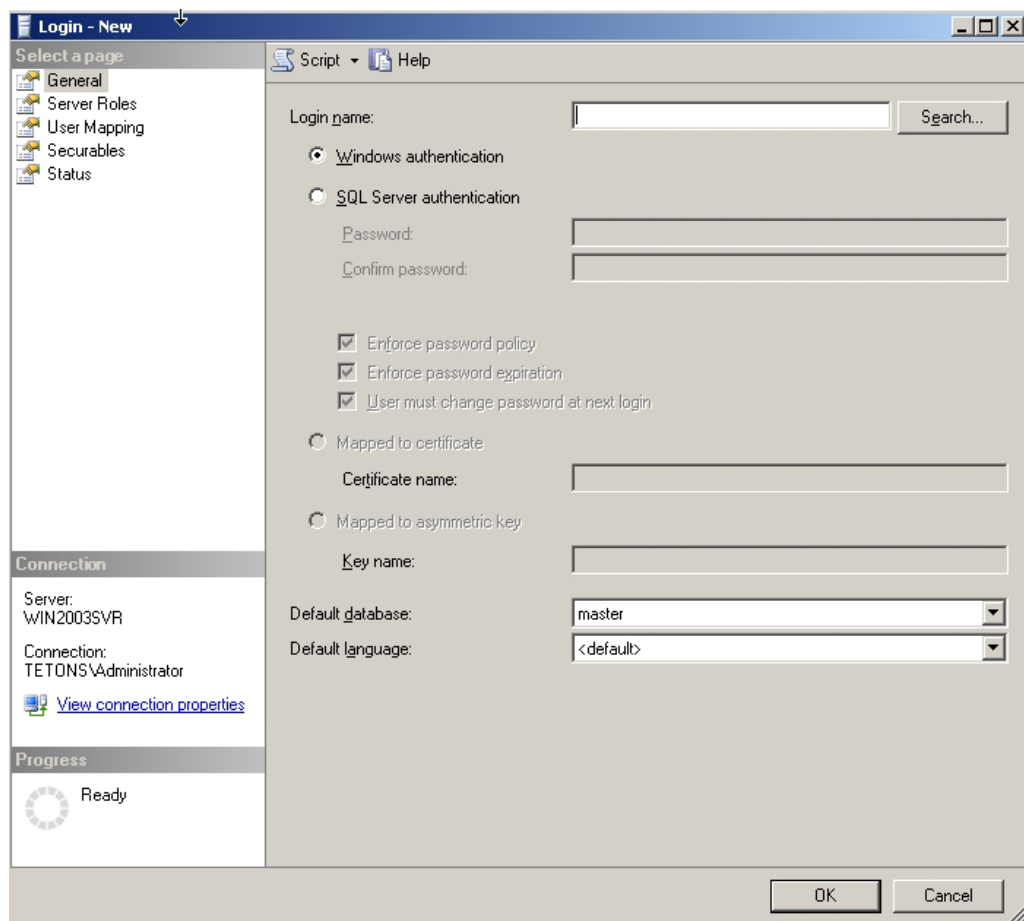 Login - New
Select a page
General
Server Roles
User Mapping
Securables
Status
Script Help
Login name: Search...
Windows authentication
SQL Server authentication
Password:
Confirm password:
Enforce password policy
Enforce password expiration
User must change password at next login
Mapped to certificate
Certificate name:
Mapped to asymmetric key
Key name:
Default database: master
Default language: <default>
Connection
Server:
WIN2003SVR
Connection:
TETONS\Administrator
View connection properties
Progress
Ready
OK Cancel